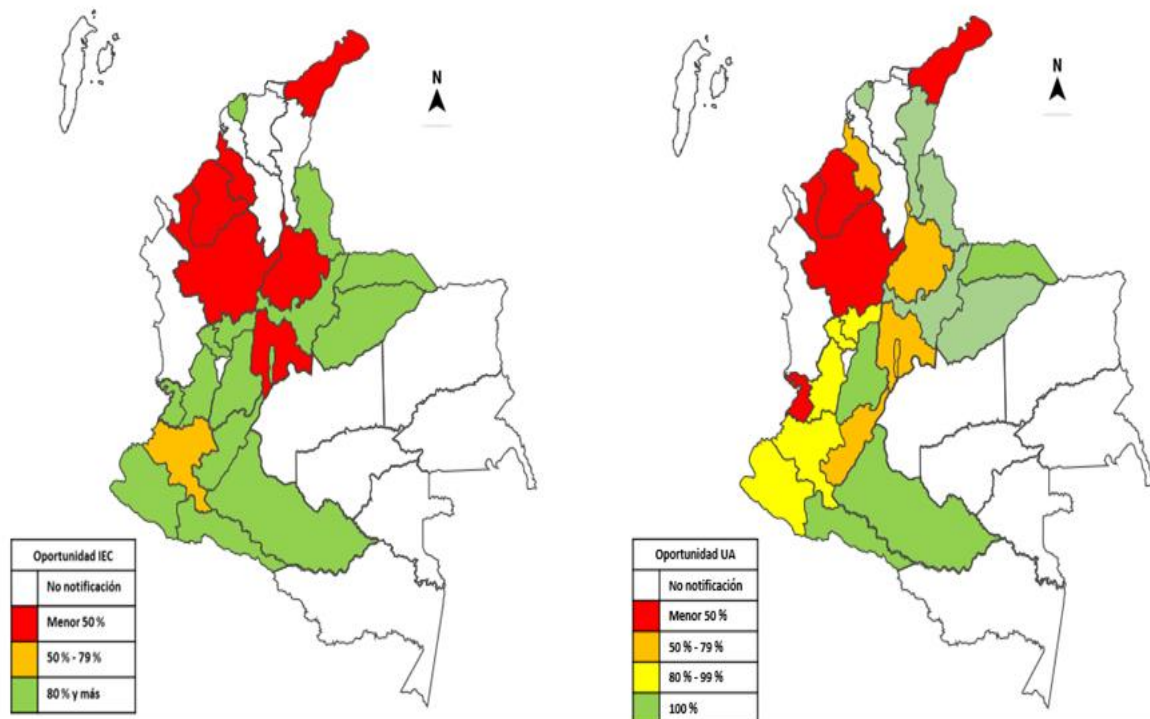 N
Oportunidad IEC
No notificación
Menor 50 %
50 % - 79 %
80 % y más
N
Oportunidad UA
No notificación
Menor 50 %
50 % - 79 %
80 % - 99 %
100 %